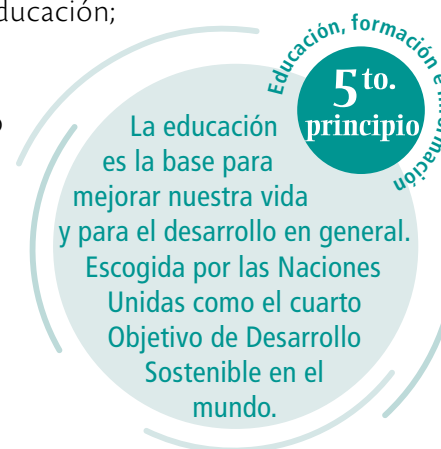 ducación;
o
Educación, formación e información
5to.
principio
La educación
es la base para
mejorar nuestra vida
y para el desarrollo en general.
Escogida por las Naciones
Unidas como el cuarto
Objetivo de Desarrollo
Sostenible en el
mundo.